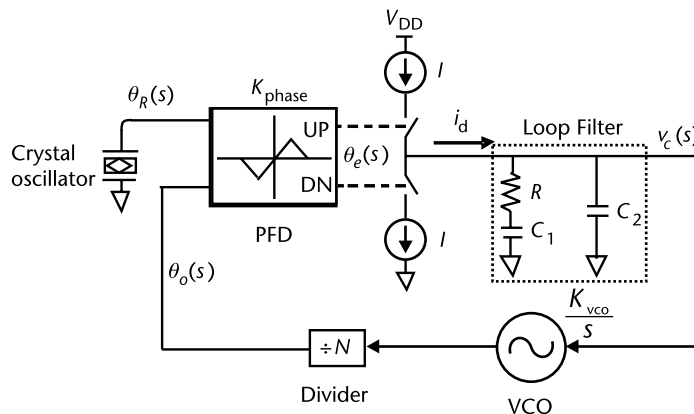 V_DD
I
K_phase
θ_R(s)
UP
i_d
Loop Filter
v_c(s)
Crystal
oscillator
θ_e(s)
DN
R
C_1
C_2
PFD
I
θ_o(s)
K_vco
s
÷N
Divider
VCO